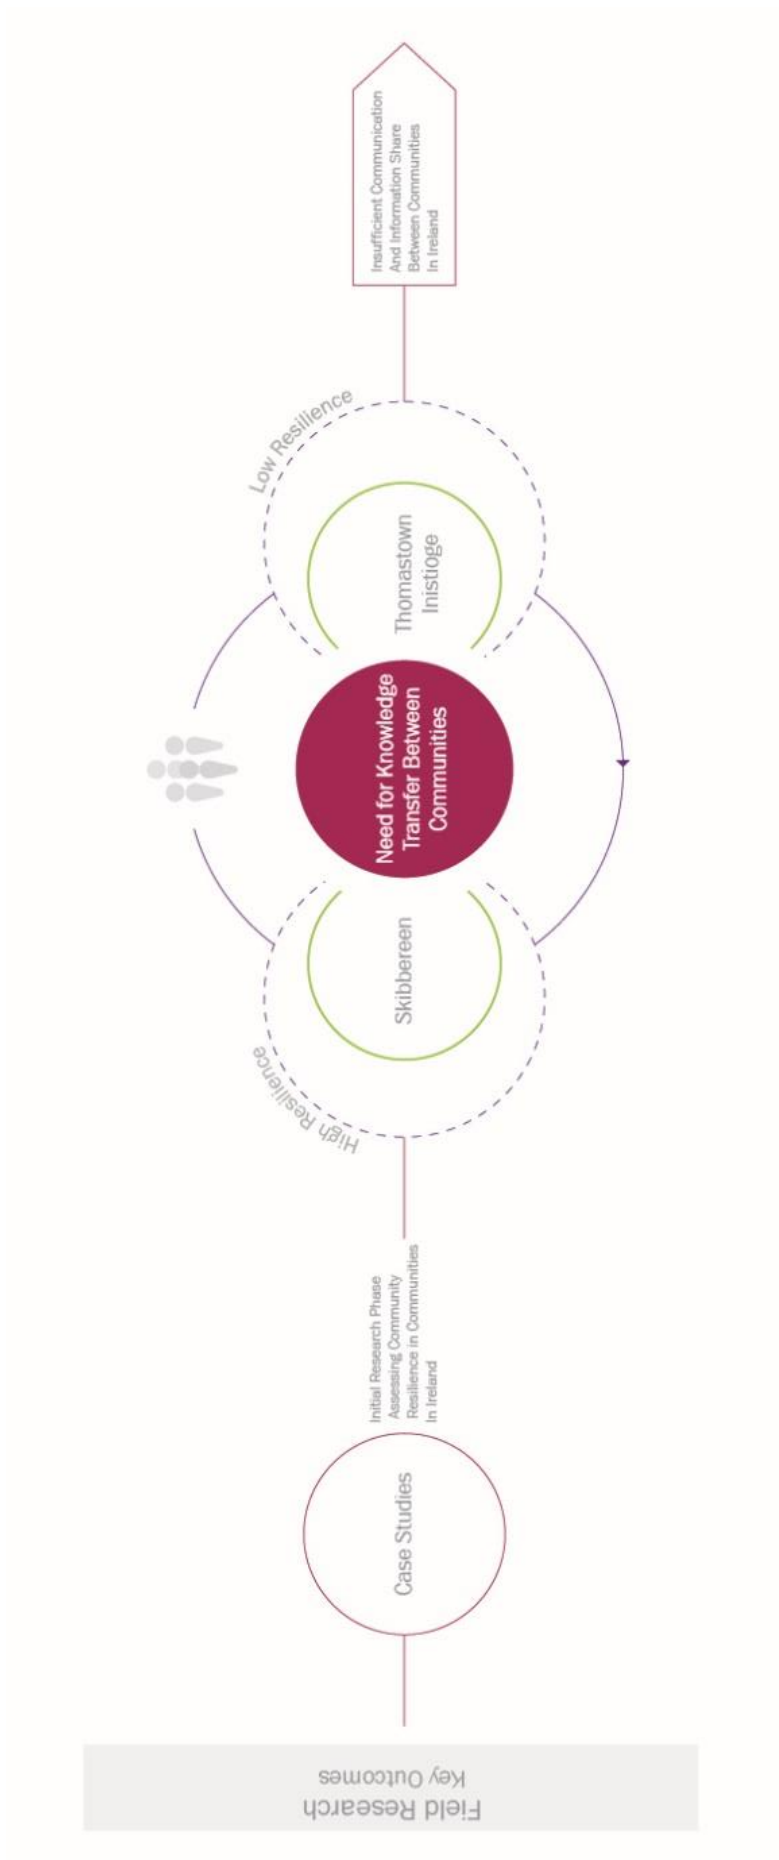 Field Research
Key Outcomes
Case Studies
Initial Research Phase
Assessing Community
Resilience in Communities
In Ireland
High Resilience
Skibbereen
Need for Knowledge
Transfer Between
Communities
Thomastown
Inistioge
Low Resilience
Insufficient Communication
And Information Share
Between Communities
In Ireland